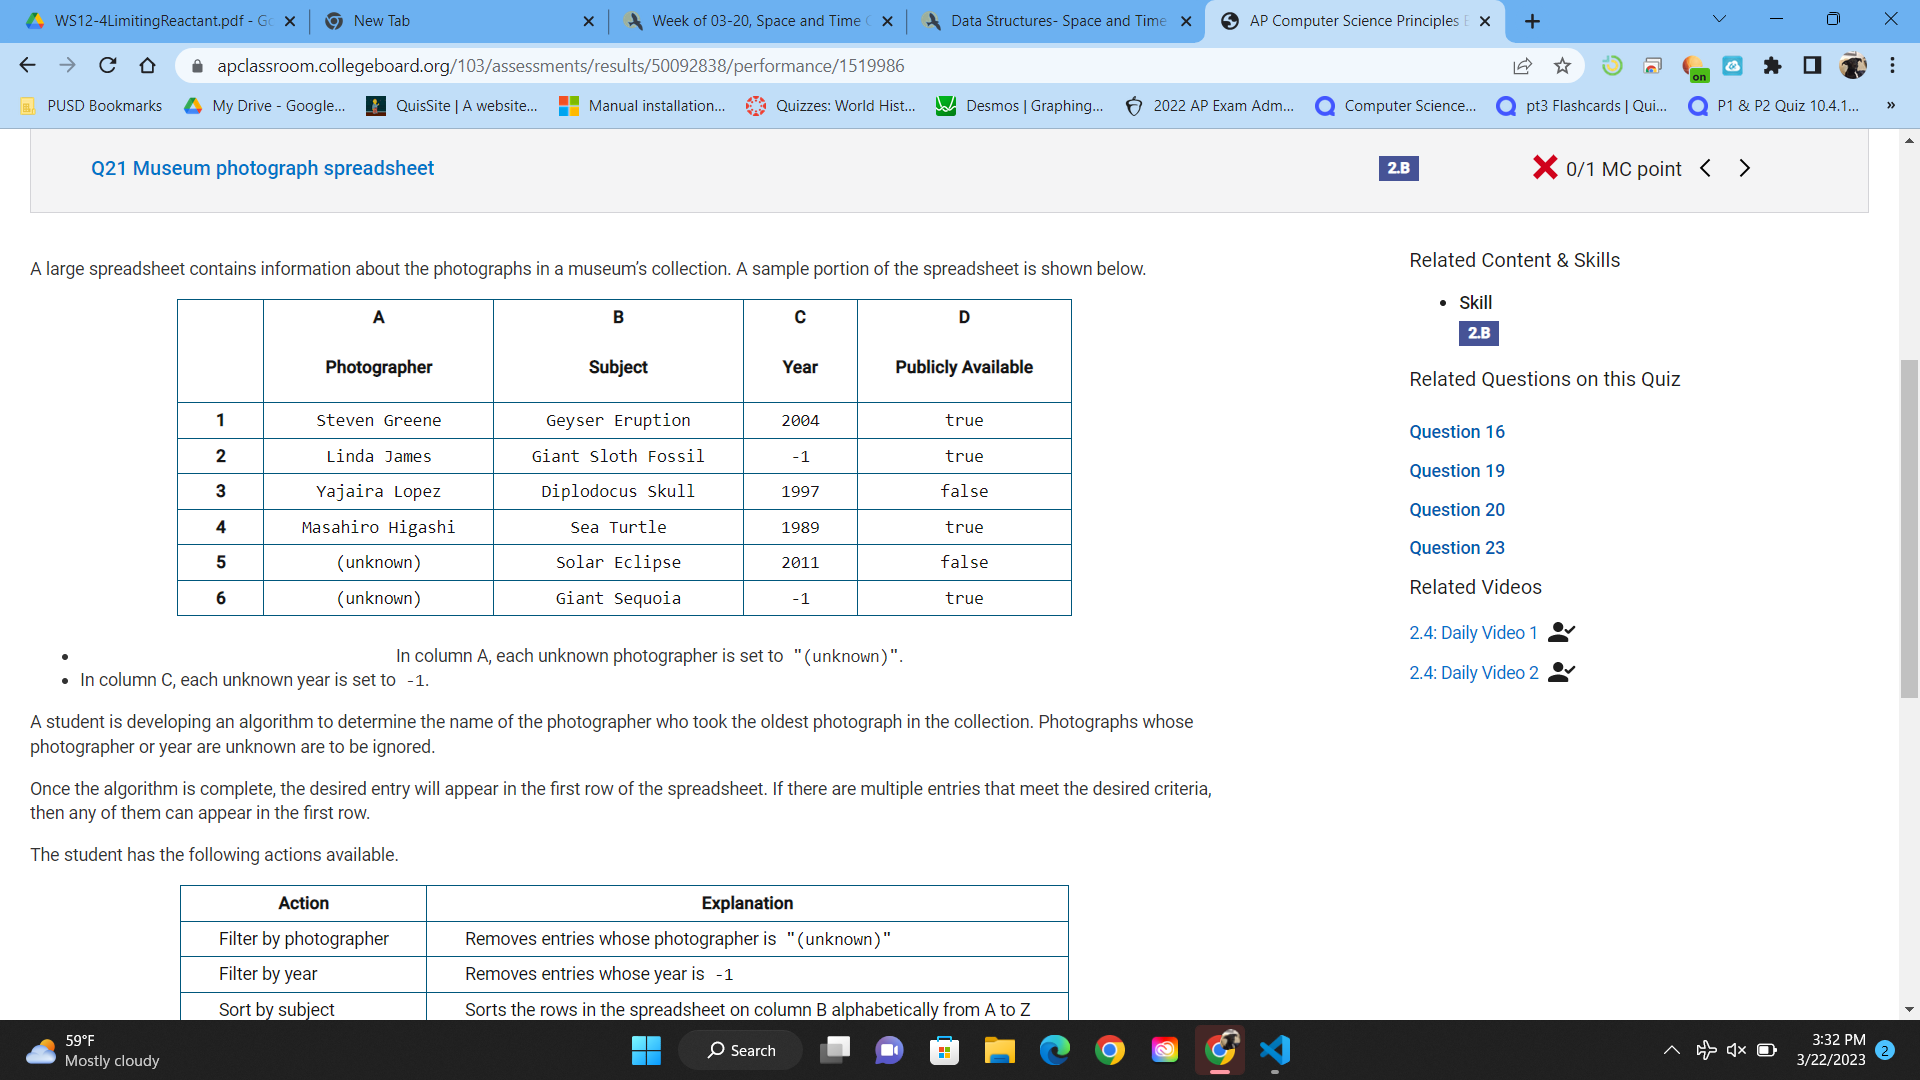 WS12-4LimitingReactant.pdf - Go
New Tab
Week of 03-20, Space and Time C
Data Structures- Space and Time
AP Computer Science Principles E
apclassroom.collegeboard.org/103/assessments/results/50092838/performance/1519986
on
PUSD Bookmarks
My Drive - Google...
QuisSite | A website...
Manual installation...
Quizzes: World Hist...
Desmos | Graphing...
2022 AP Exam Adm...
Computer Science...
pt3 Flashcards | Qui...
P1 & P2 Quiz 10.4.1...
»
Q21 Museum photograph spreadsheet
2.B
0/1 MC point
A large spreadsheet contains information about the photographs in a museum's collection. A sample portion of the spreadsheet is shown below.
A B C D
Photographer Subject Year Publicly Available
1 Steven Greene Geyser Eruption 2004 true
2 Linda James Giant Sloth Fossil -1 true
3 Yajaira Lopez Diplodocus Skull 1997 false
4 Masahiro Higashi Sea Turtle 1989 true
5 (unknown) Solar Eclipse 2011 false
6 (unknown) Giant Sequoia -1 true
• In column A, each unknown photographer is set to "(unknown)".
• In column C, each unknown year is set to -1.
A student is developing an algorithm to determine the name of the photographer who took the oldest photograph in the collection. Photographs whose
photographer or year are unknown are to be ignored.
Once the algorithm is complete, the desired entry will appear in the first row of the spreadsheet. If there are multiple entries that meet the desired criteria,
then any of them can appear in the first row.
The student has the following actions available.
Action Explanation
Filter by photographer Removes entries whose photographer is "(unknown)"
Filter by year Removes entries whose year is -1
Sort by subject Sorts the rows in the spreadsheet on column B alphabetically from A to Z
Related Content & Skills
• Skill
2.B
Related Questions on this Quiz
Question 16
Question 19
Question 20
Question 23
Related Videos
2.4: Daily Video 1
2.4: Daily Video 2
59°F
Mostly cloudy
Search
3:32 PM
3/22/2023
2